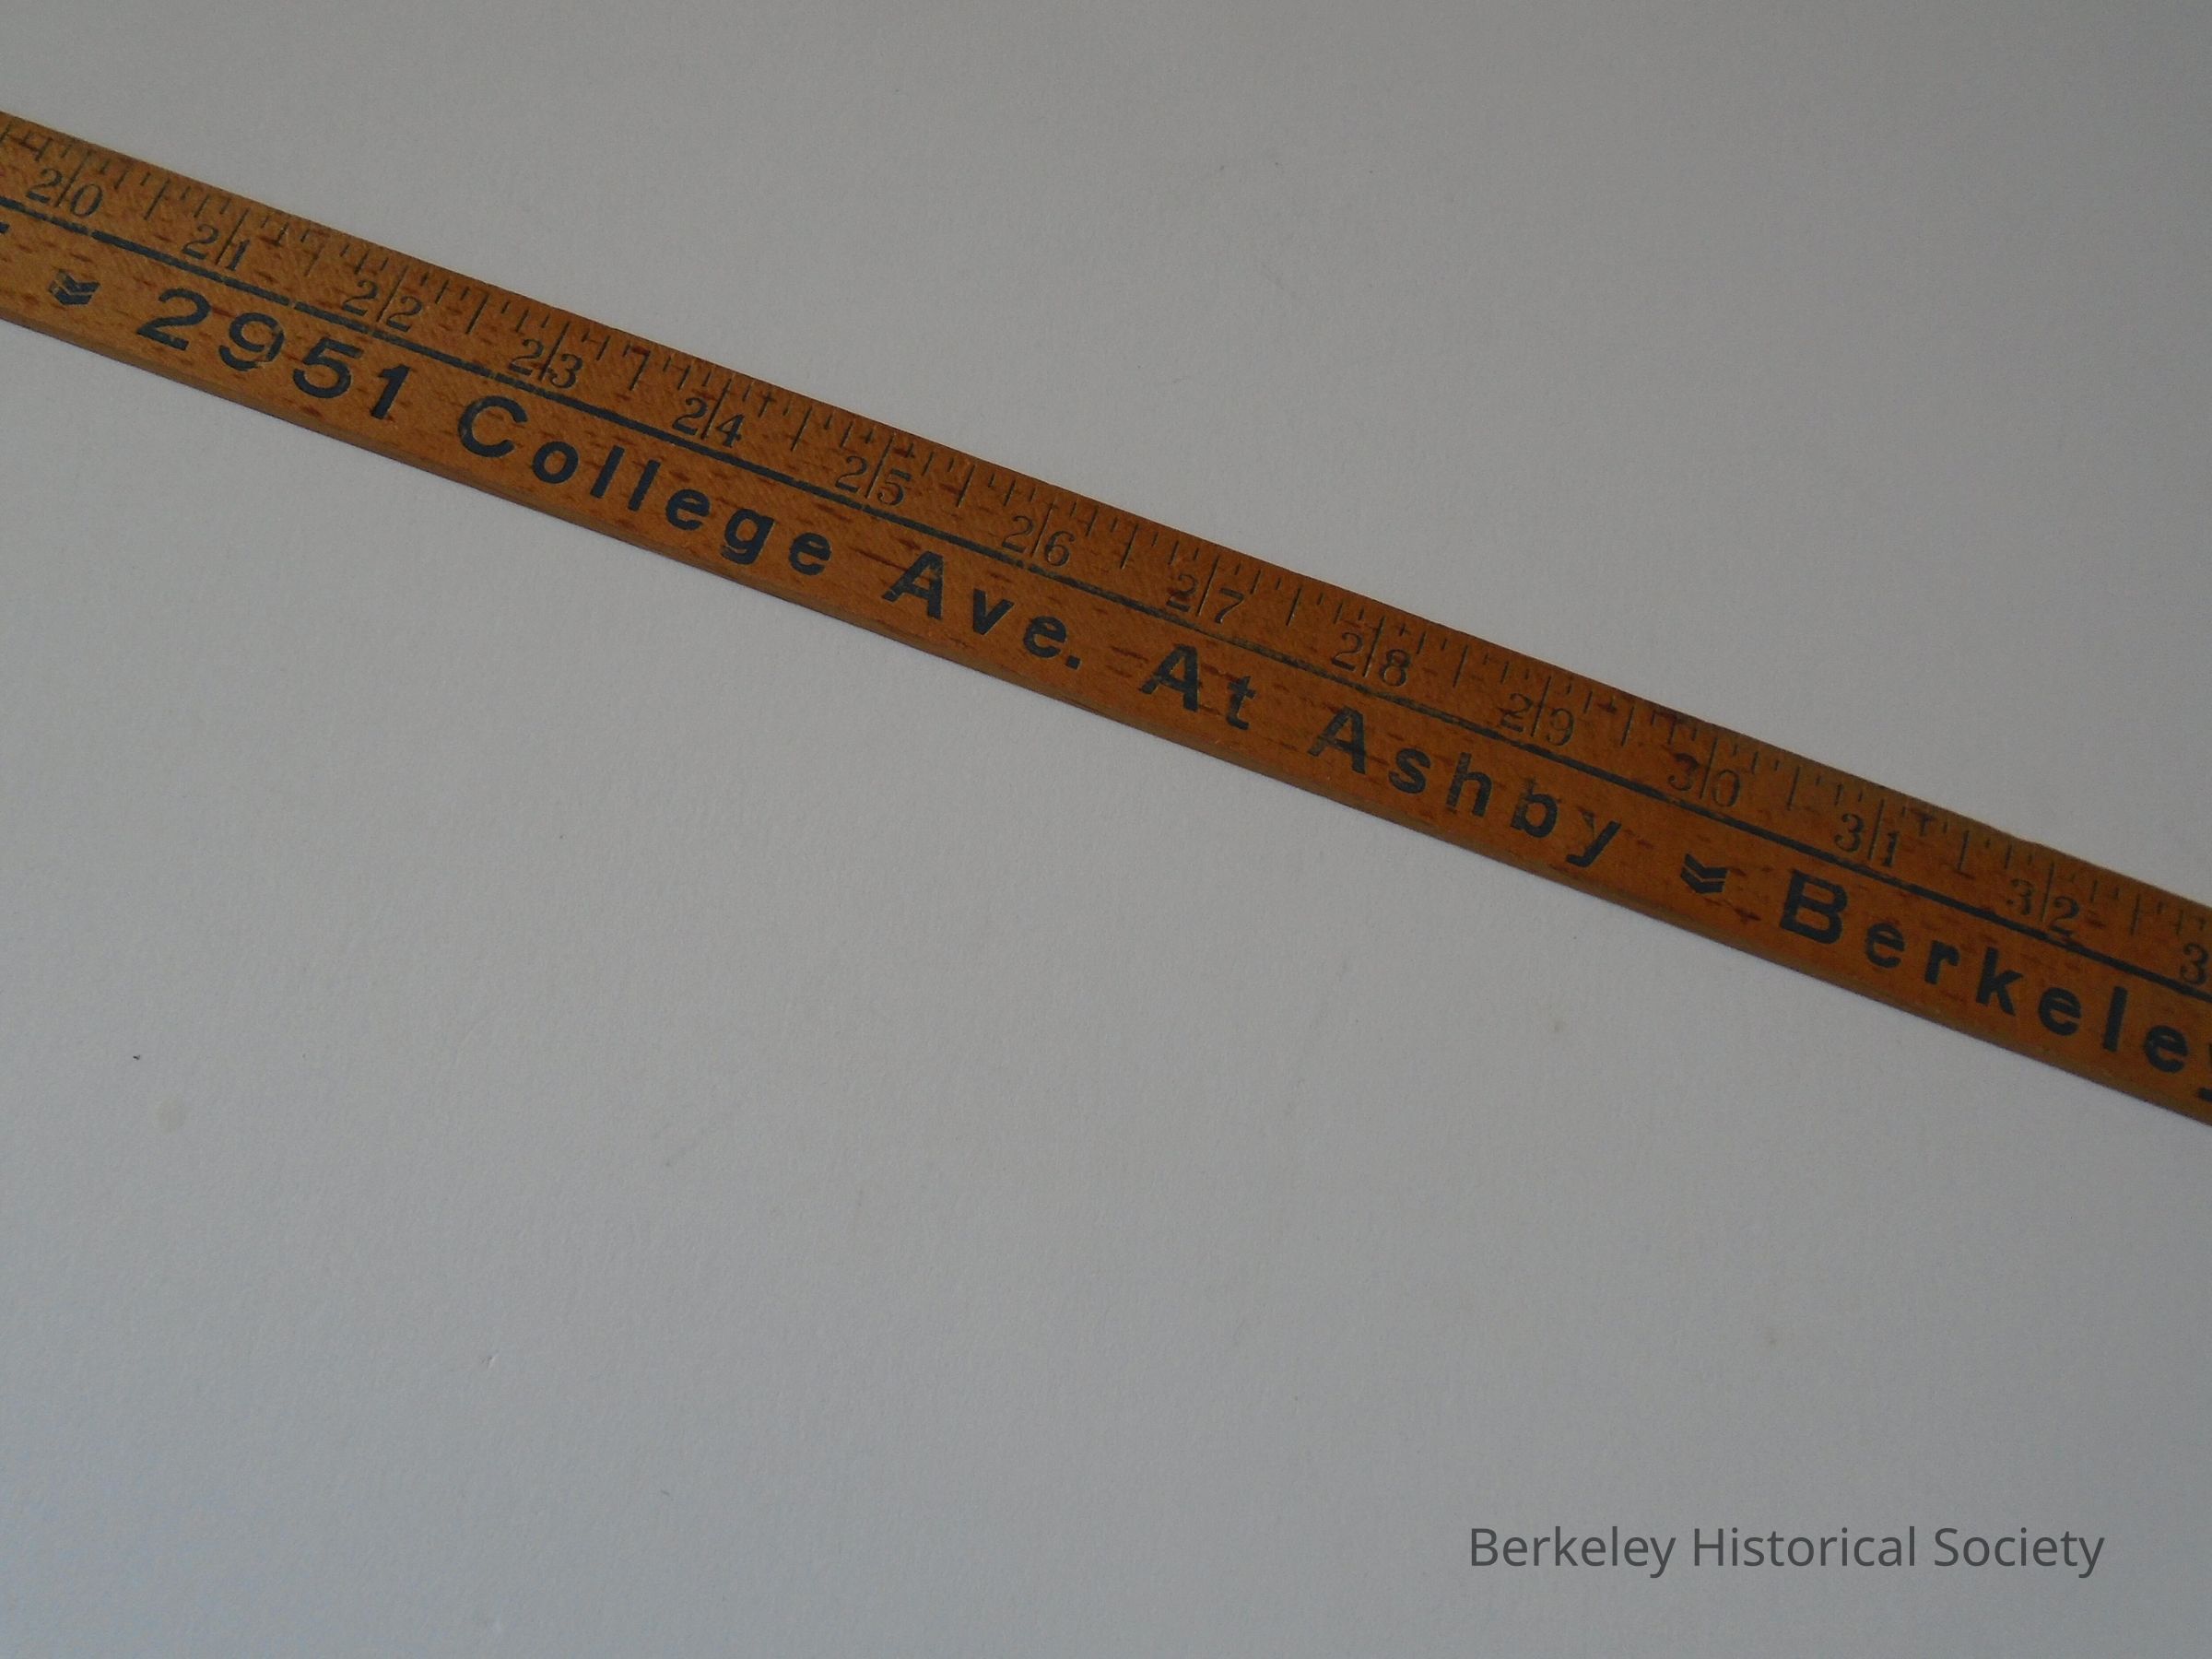 20 21 22 23 24 25 26 27 28 29 30 31 32
2951 College Ave. At Ashby Berkeley
Berkeley Historical Society